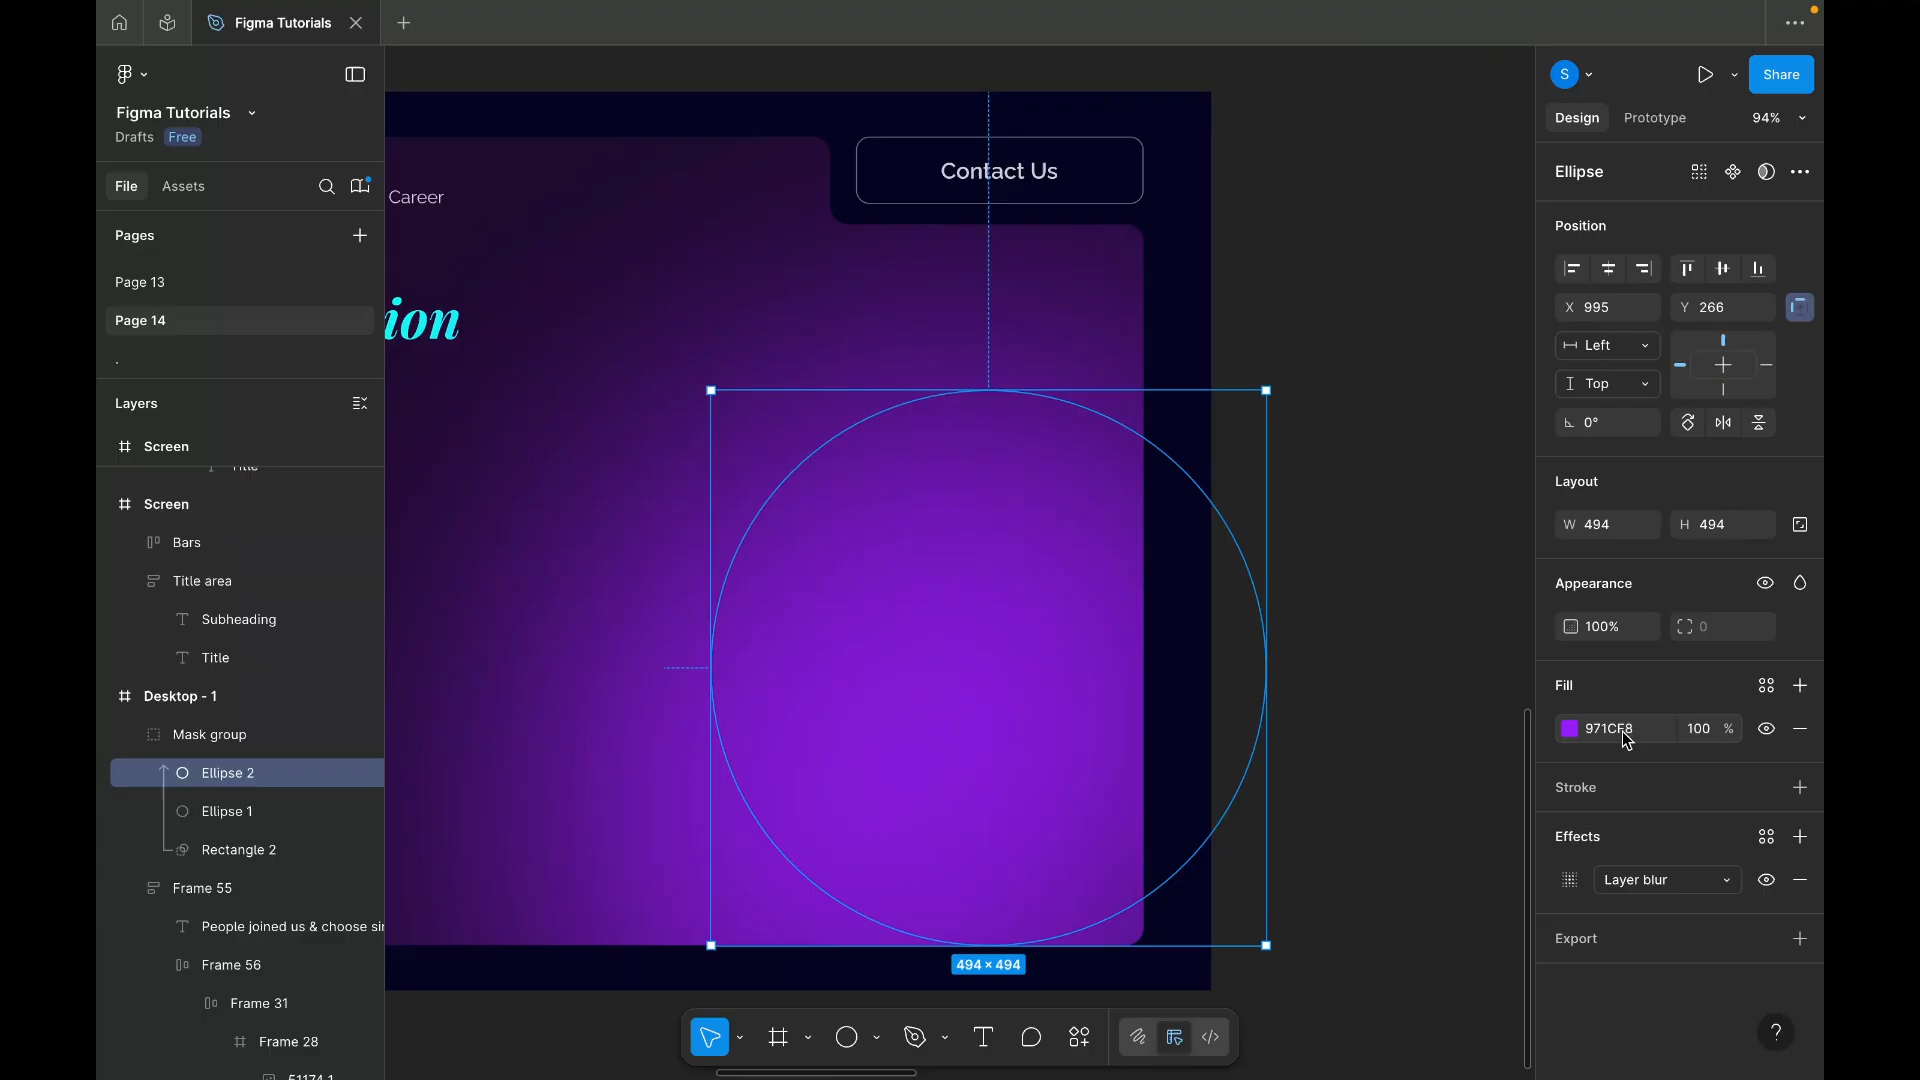 Figma Tutorials
Figma Tutorials
Drafts Free
File Assets
Pages
Page 13
Page 14
.
Layers
Screen
Title
Screen
Bars
Title area
Subheading
Title
Desktop - 1
Mask group
Ellipse 2
Ellipse 1
Rectangle 2
Frame 55
People joined us & choose
Frame 56
Frame 31
Frame 28
51174 1
Career
Contact Us
ion
494 × 494
S
Share
Design Prototype 94%
Ellipse
Position
X 995 Y 266
Left
Top
0°
Layout
W 494 H 494
Appearance
100% 0
Fill
100 %
Stroke
Effects
Layer blur
Export
?